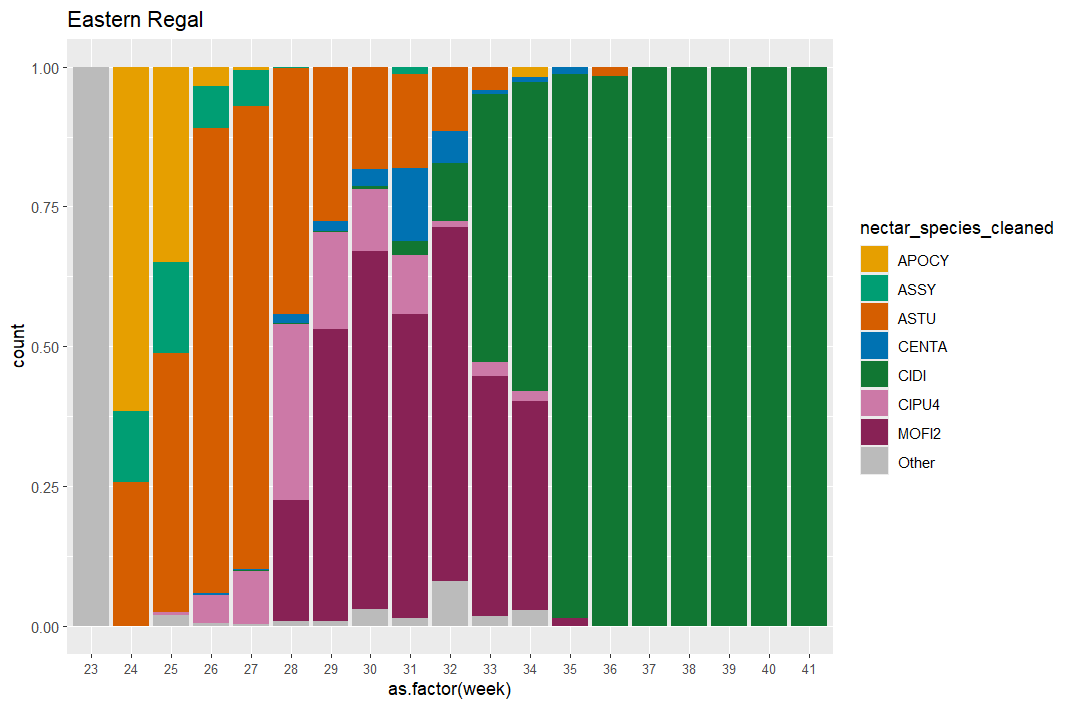 Eastern Regal
count
1.00
0.75
0.50
0.25
0.00
23 24 25 26 27 28 29 30 31 32 33 34 35 36 37 38 39 40 41
as.factor(week)
nectar_species_cleaned
APOCY
ASSY
ASTU
CENTA
CIDI
CIPU4
MOFI2
Other